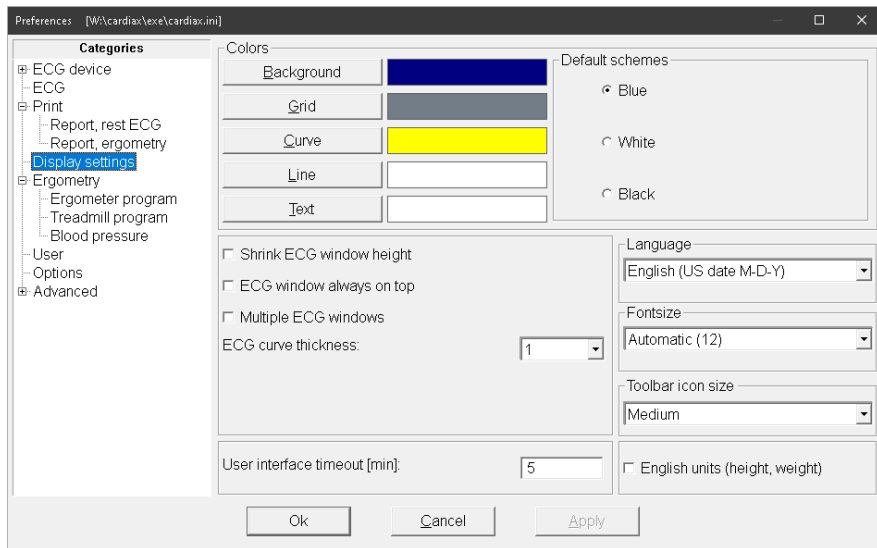 Preferences [W:\cardiax\exe\cardiax.ini]
Categories
ECG device
ECG
Print
Report, rest ECG
Report, ergometry
Display settings
Ergometry
Ergometer program
Treadmill program
Blood pressure
User
Options
Advanced
Colors
Background
Grid
Curve
Line
Text
Default schemes
Blue
White
Black
Shrink ECG window height
ECG window always on top
Multiple ECG windows
ECG curve thickness: 1
Language
English (US date M-D-Y)
Fontsize
Automatic (12)
Toolbar icon size
Medium
User interface timeout [min]: 5
English units (height, weight)
Ok Cancel Apply